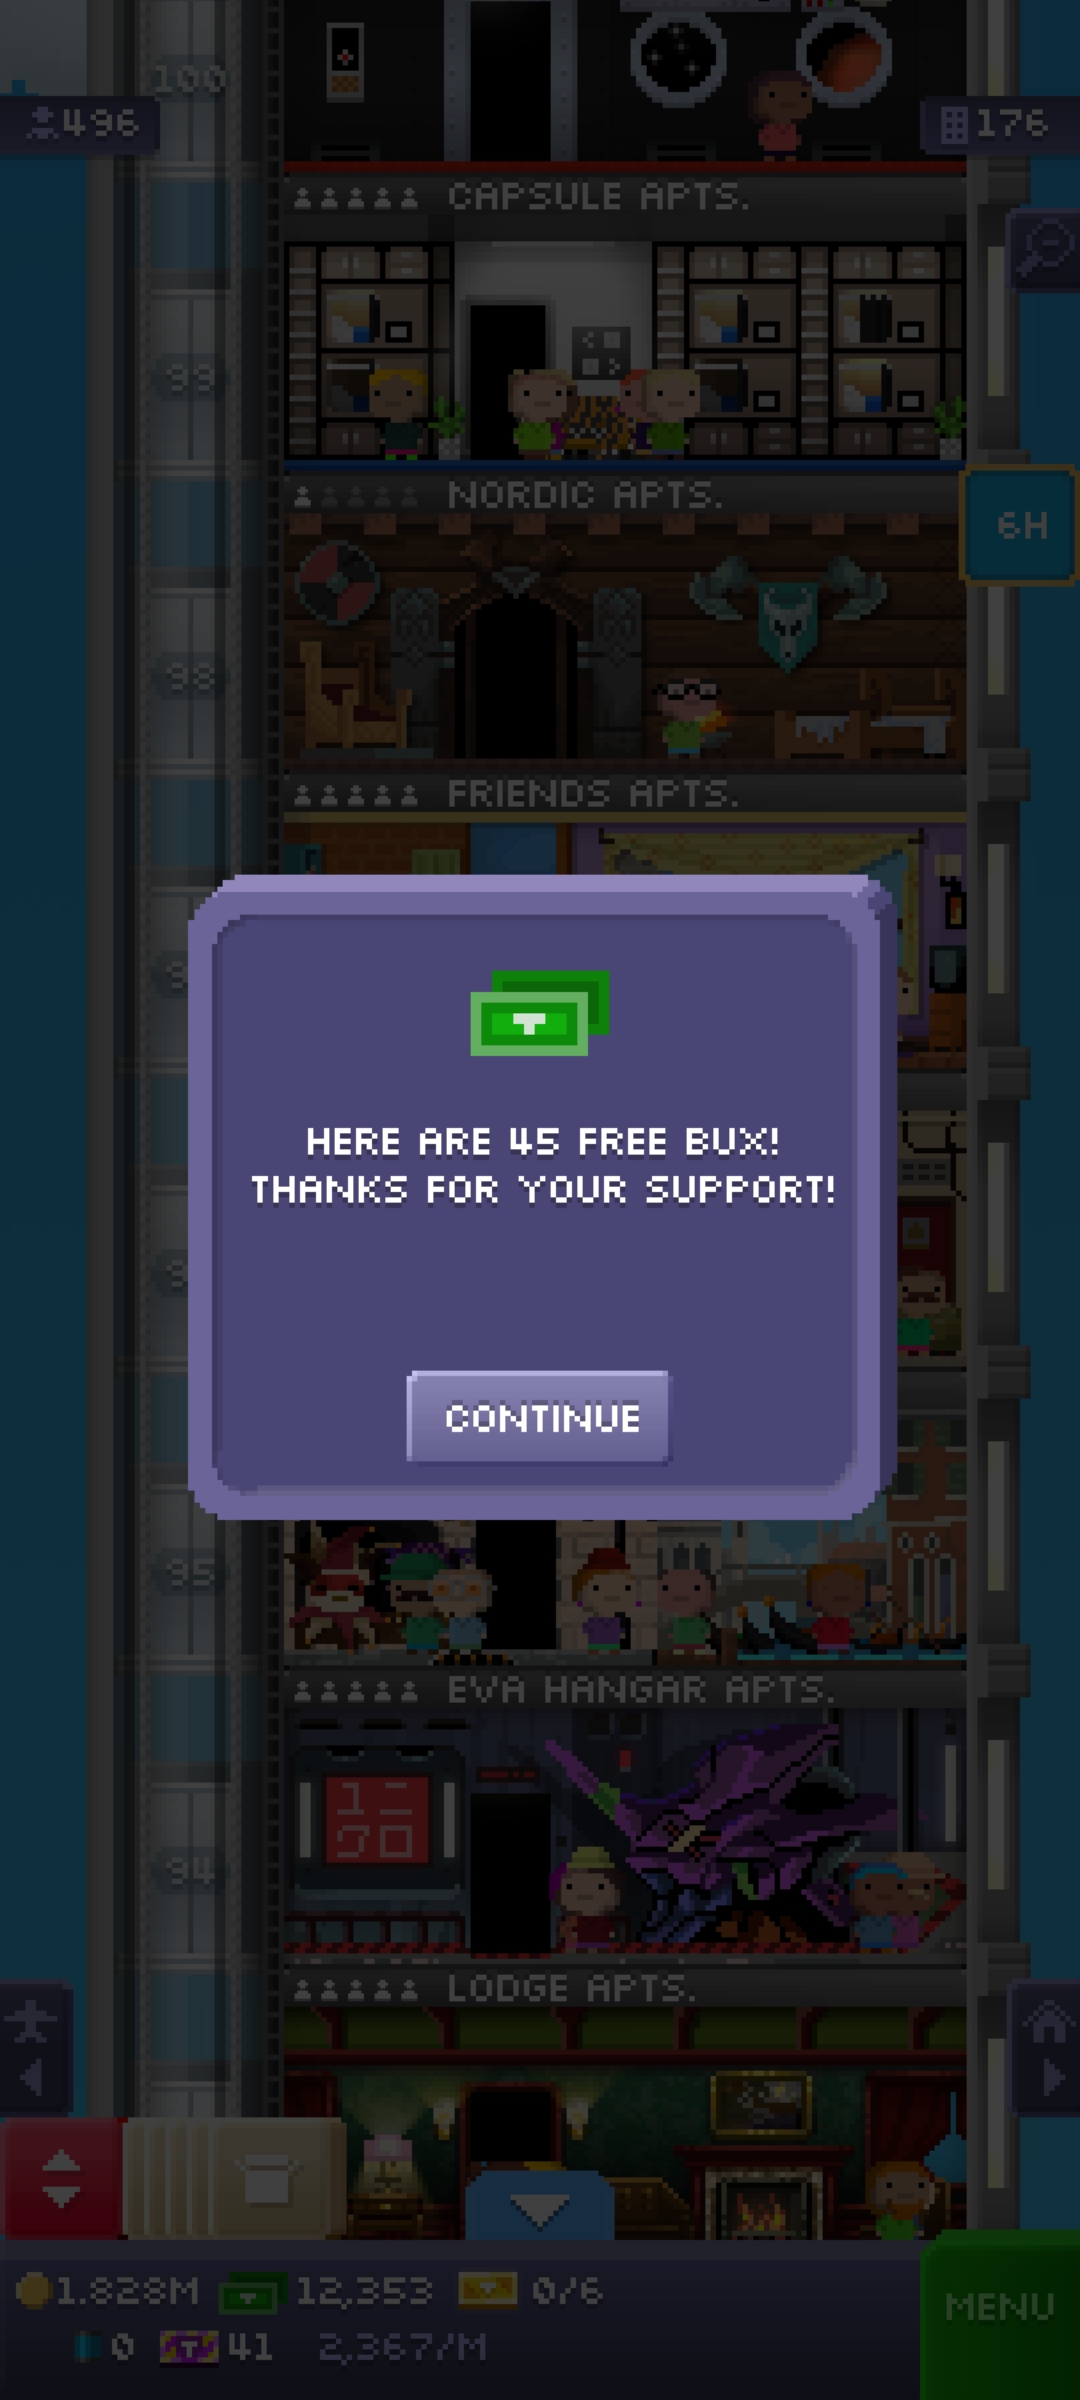 100
496
176
CAPSULE APTS.
99
NORDIC APTS.
6H
98
FRIENDS APTS.
HERE ARE 45 FREE BUX!
THANKS FOR YOUR SUPPORT!
CONTINUE
95
EVA HANGAR APTS.
94
LODGE APTS.
1.828M 12,353 0/6
0 41 2,367/M
MENU